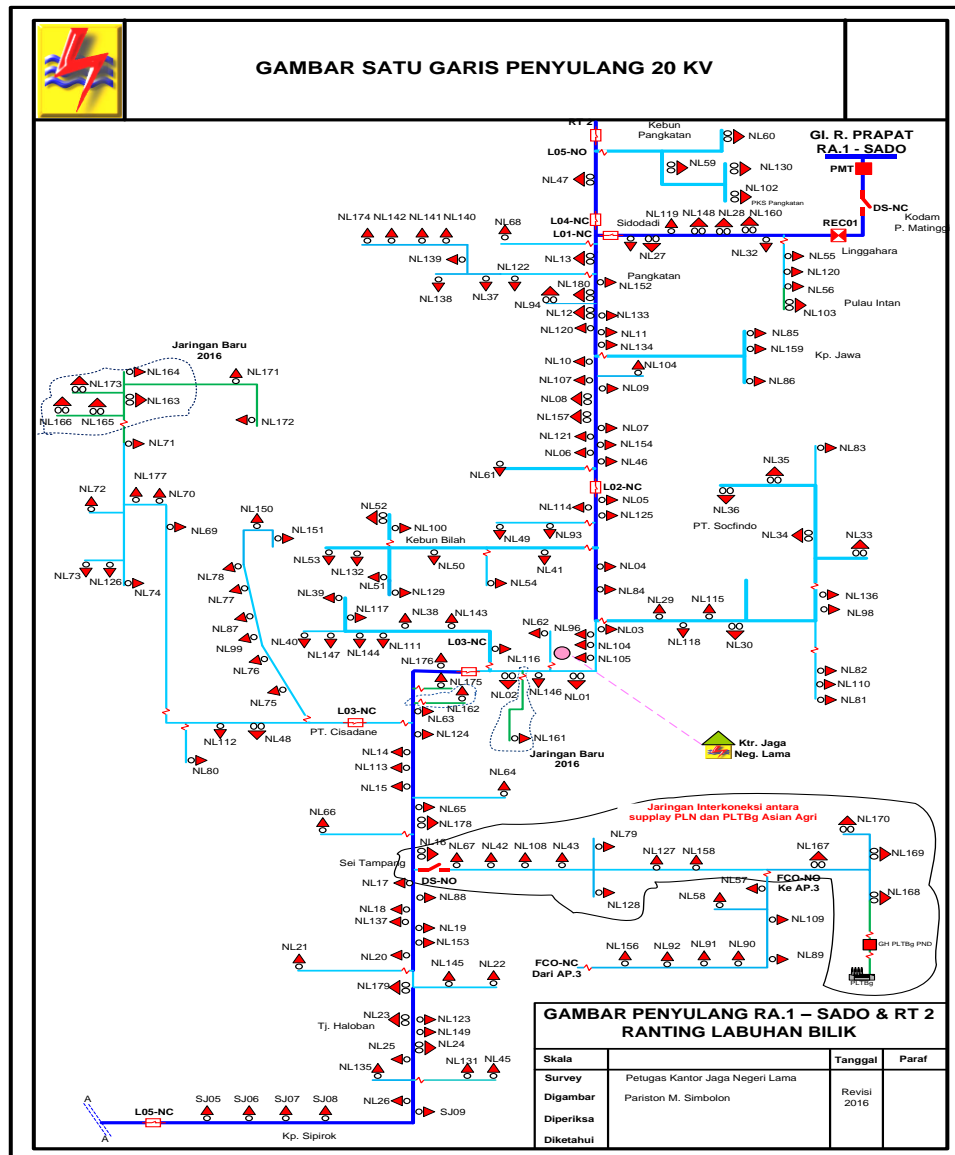 GAMBAR SATU GARIS PENYULANG 20 KV
RT 2
Kebun
Pangkatan
NL60
GI. R. PRAPAT
RA.1 - SADO
L05-NO
NL59
NL130
PMT
NL47
NL102
PKS Pangkatan
DS-NC
Kodam
P. Matinggi
NL174 NL142 NL141 NL140
NL68
L04-NC
L01-NC
Sidodadi
NL119 NL148 NL28 NL160
REC01
Linggahara
NL139
NL13
NL27
NL32
NL55
NL122
Pangkatan
NL120
NL138
NL37
NL180
NL152
NL56
Pulau Intan
NL94
NL103
NL12
NL133
NL120
NL11
NL85
NL134
Kp. Jawa
NL159
Jaringan Baru
2016
NL10
NL104
NL164
NL171
NL107
NL09
NL86
NL173
NL08
NL163
NL157
NL166
NL165
NL172
NL07
NL121
NL154
NL71
NL06
NL46
NL83
NL61
NL35
NL177
NL72
NL70
L02-NC
NL36
NL05
NL52
NL114
NL125
PT. Socfindo
NL150
NL69
NL151
NL100
Kebun Bilah
NL49
NL93
NL34
NL33
NL53
NL132
NL50
NL41
NL04
NL73
NL126
NL78
NL51
NL54
NL74
NL77
NL129
NL84
NL136
NL39
NL29
NL115
NL98
NL117
NL38
NL143
NL87
NL62
NL96
NL03
NL99
NL40
NL147
NL144
NL111
L03-NC
NL104
NL118
NL30
NL76
NL176
NL116
NL105
NL82
NL75
NL175
NL02
NL146
NL01
NL110
NL162
NL81
L03-NC
NL63
PT. Cisadane
NL112
NL48
NL124
NL161
NL14
Jaringan Baru
2016
Ktr. Jaga
Neg. Lama
NL80
NL113
NL15
NL64
NL66
NL65
Jaringan Interkoneksi antara
supplay PLN dan PLTBg Asian Agri
NL178
NL170
NL16
NL67 NL42 NL108 NL43
NL79
NL127 NL158
NL167
NL169
Sei Tampang
DS-NO
NL17
NL57
FCO-NO
Ke AP.3
NL168
NL88
NL128
NL58
NL18
NL137
NL109
NL19
NL153
NL156 NL92 NL91 NL90
GH PLTBg PND
NL21
NL20
NL145
NL22
FCO-NC
Dari AP.3
NL89
PLTBg
NL179
NL23
NL123
Tj. Haloban
NL149
NL24
NL25
NL135
NL131
NL45
NL26
SJ09
A
A
L05-NC
SJ05 SJ06 SJ07 SJ08
Kp. Sipirok
GAMBAR PENYULANG RA.1 – SADO & RT 2
RANTING LABUHAN BILIK
Skala
Tanggal
Paraf
Survey
Petugas Kantor Jaga Negeri Lama
Revisi
2016
Digambar
Pariston M. Simbolon
Diperiksa
Diketahui